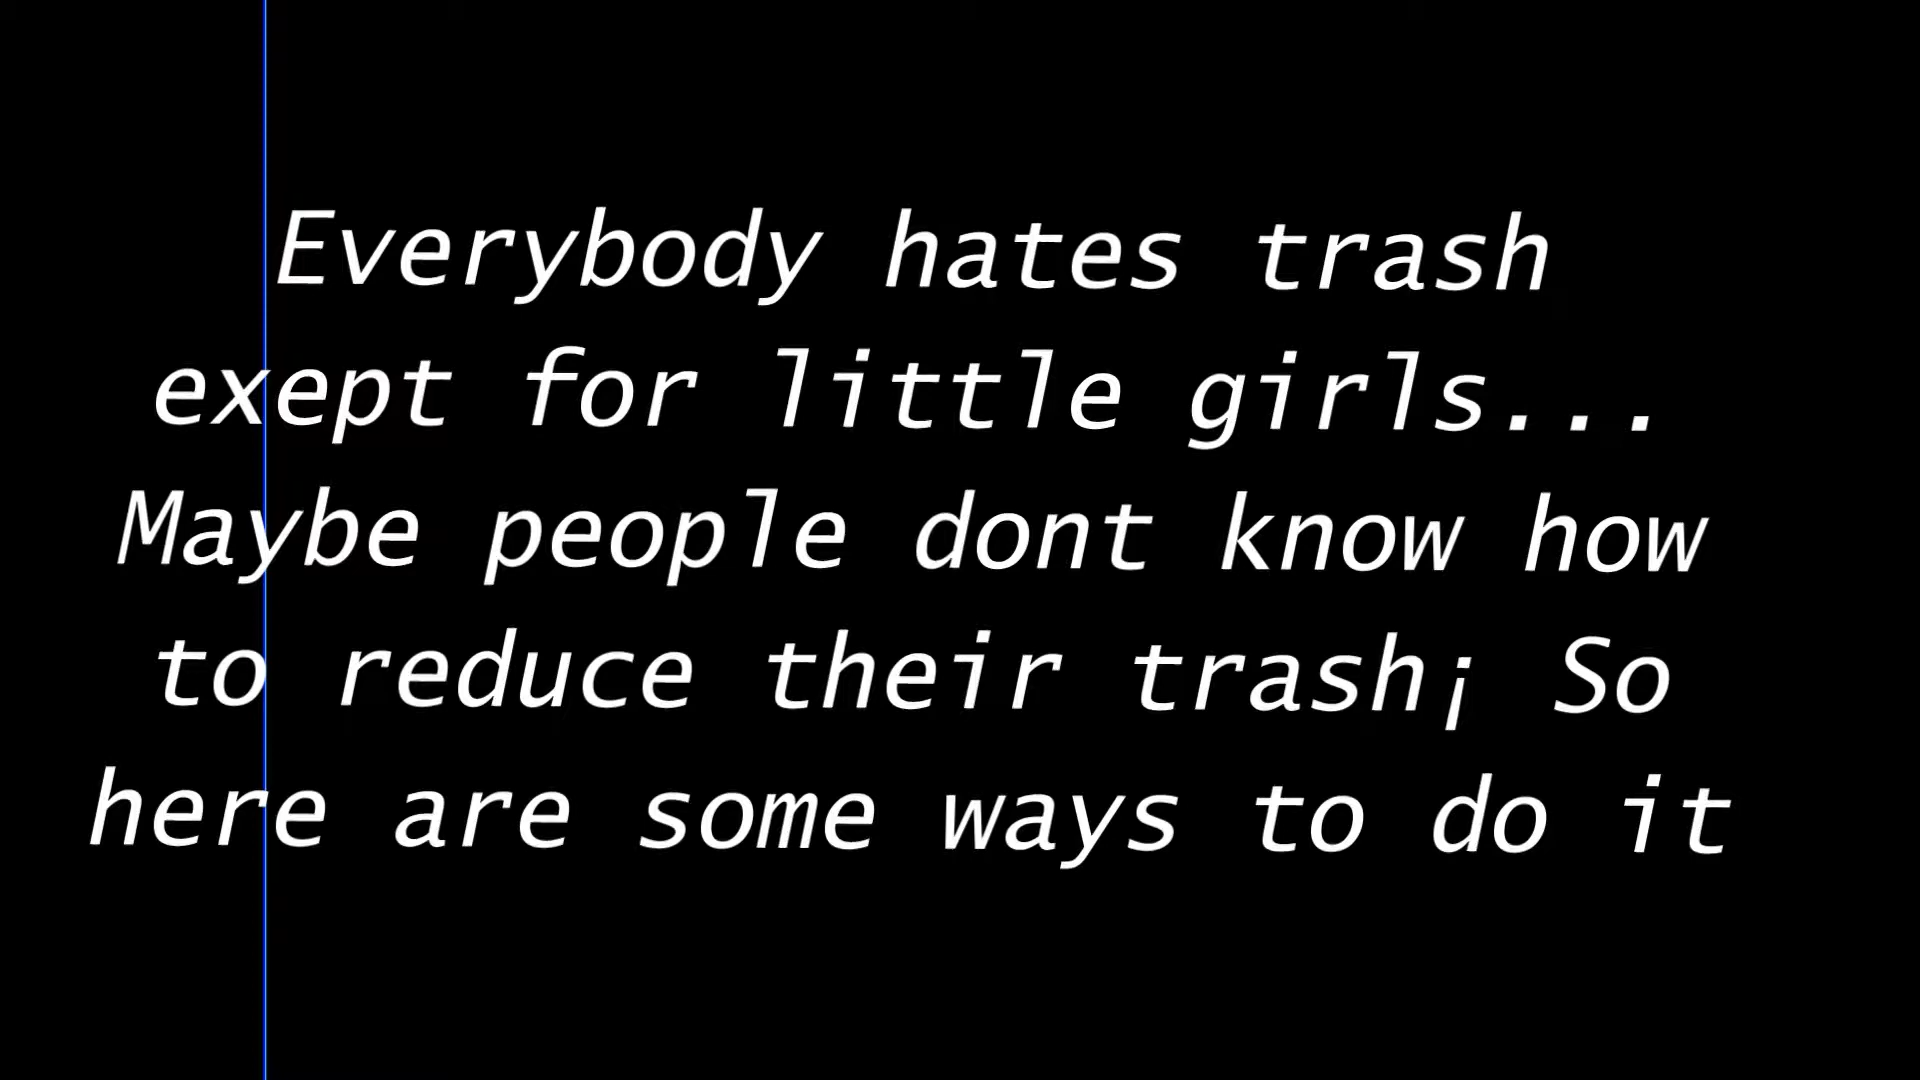 Everybody hates trash
exept for little girls...
Maybe people dont know how
to reduce their trash¡ So
here are some ways to do it